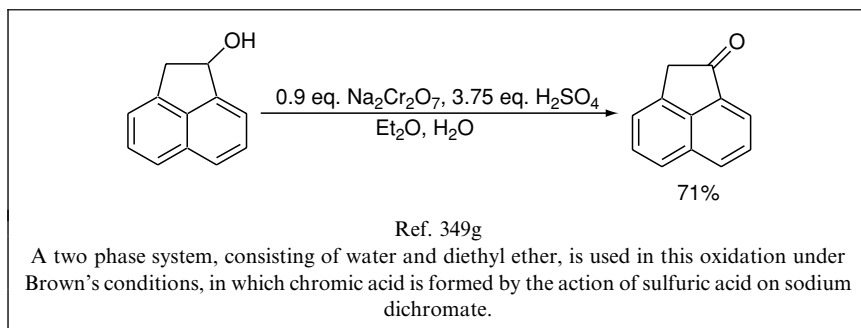 OH
O
0.9 eq. Na₂Cr₂O₇, 3.75 eq. H₂SO₄
Et₂O, H₂O
71%
Ref. 349g
A two phase system, consisting of water and diethyl ether, is used in this oxidation under
Brown's conditions, in which chromic acid is formed by the action of sulfuric acid on sodium
dichromate.